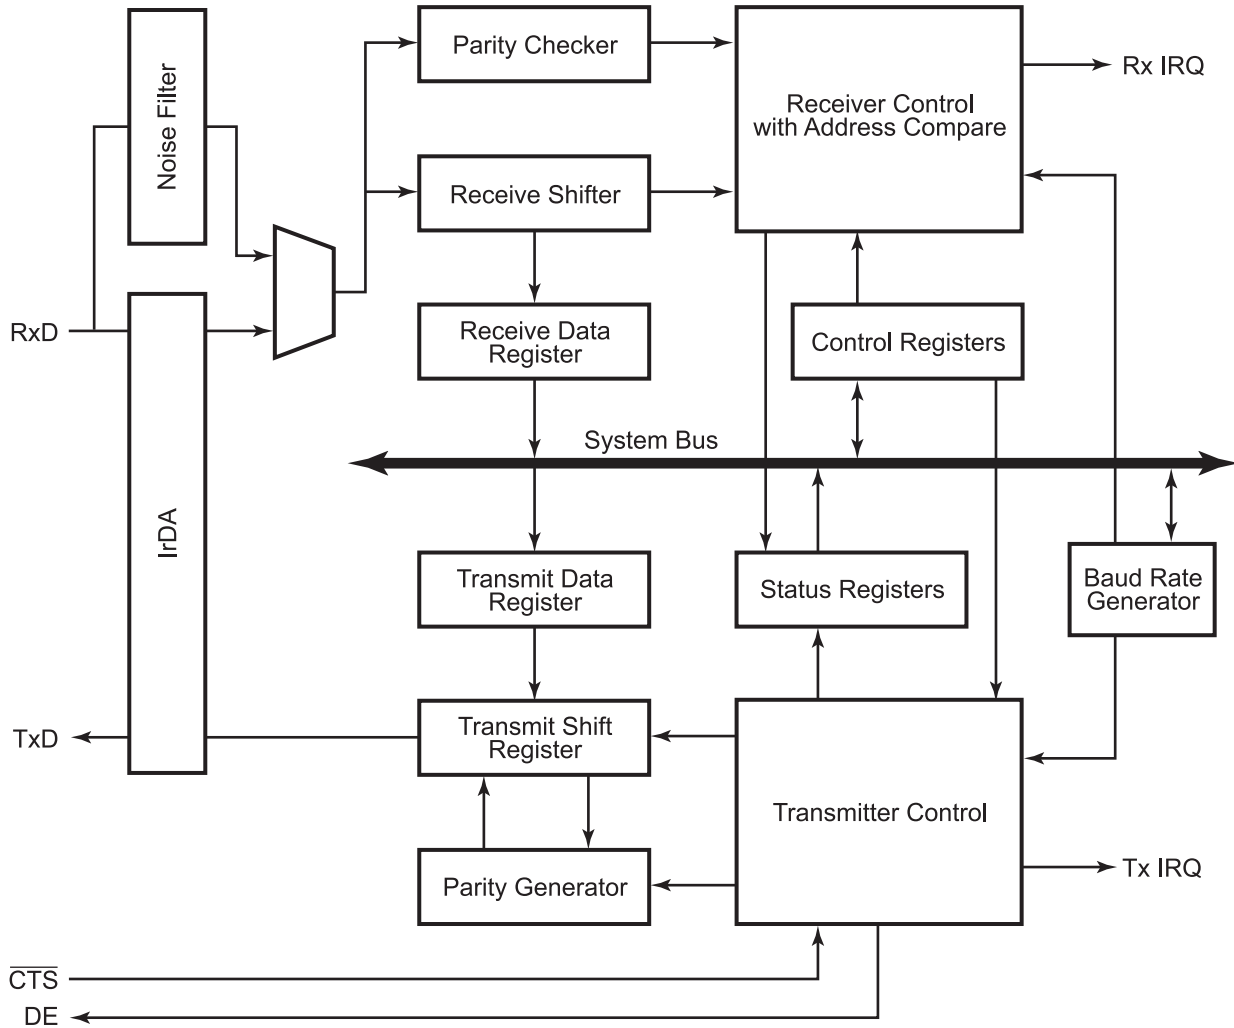 Parity Checker
Noise Filter
Receiver Control
with Address Compare
Rx IRQ
Receive Shifter
RxD
Receive Data
Register
Control Registers
System Bus
IrDA
Transmit Data
Register
Status Registers
Baud Rate
Generator
TxD
Transmit Shift
Register
Transmitter Control
Parity Generator
Tx IRQ
C̅T̅S̅
DE